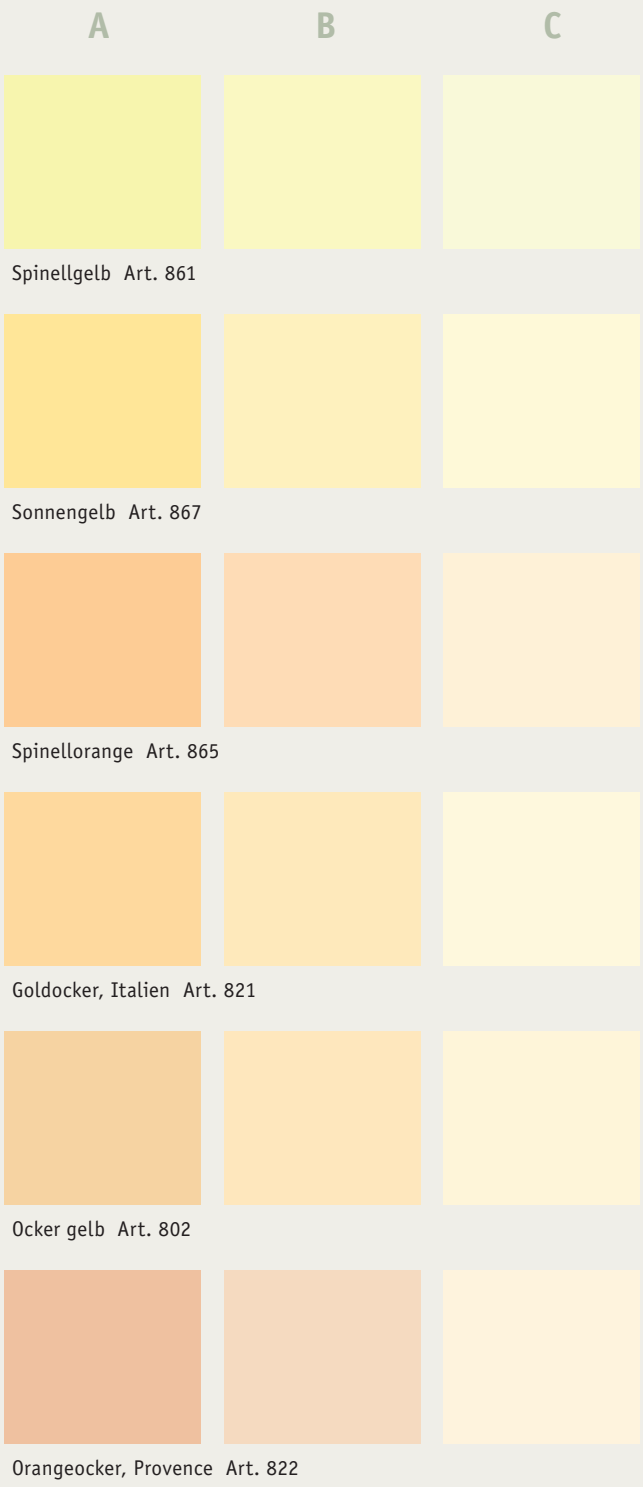 A B C
Spinellgelb Art. 861
Sonnengelb Art. 867
Spinellorange Art. 865
Goldocker, Italien Art. 821
Ocker gelb Art. 802
Orangeocker, Provence Art. 822